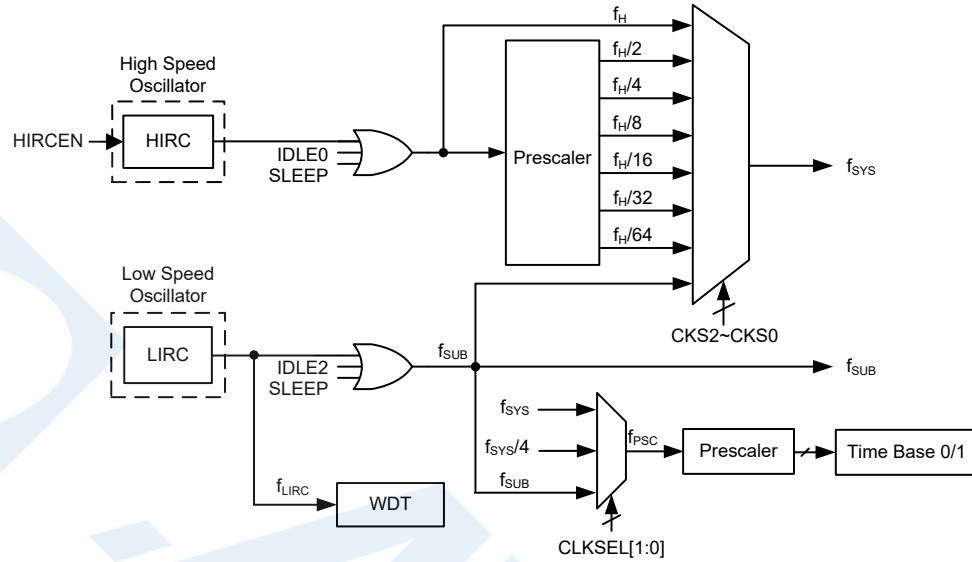 High Speed
Oscillator
HIRCEN
HIRC
IDLE0
SLEEP
Prescaler
fH
fH/2
fH/4
fH/8
fH/16
fH/32
fH/64
fSYS
CKS2~CKS0
Low Speed
Oscillator
LIRC
IDLE2
SLEEP
fSUB
fSUB
fSYS
fSYS/4
fSUB
fPSC
Prescaler
Time Base 0/1
CLKSEL[1:0]
fLIRC
WDT